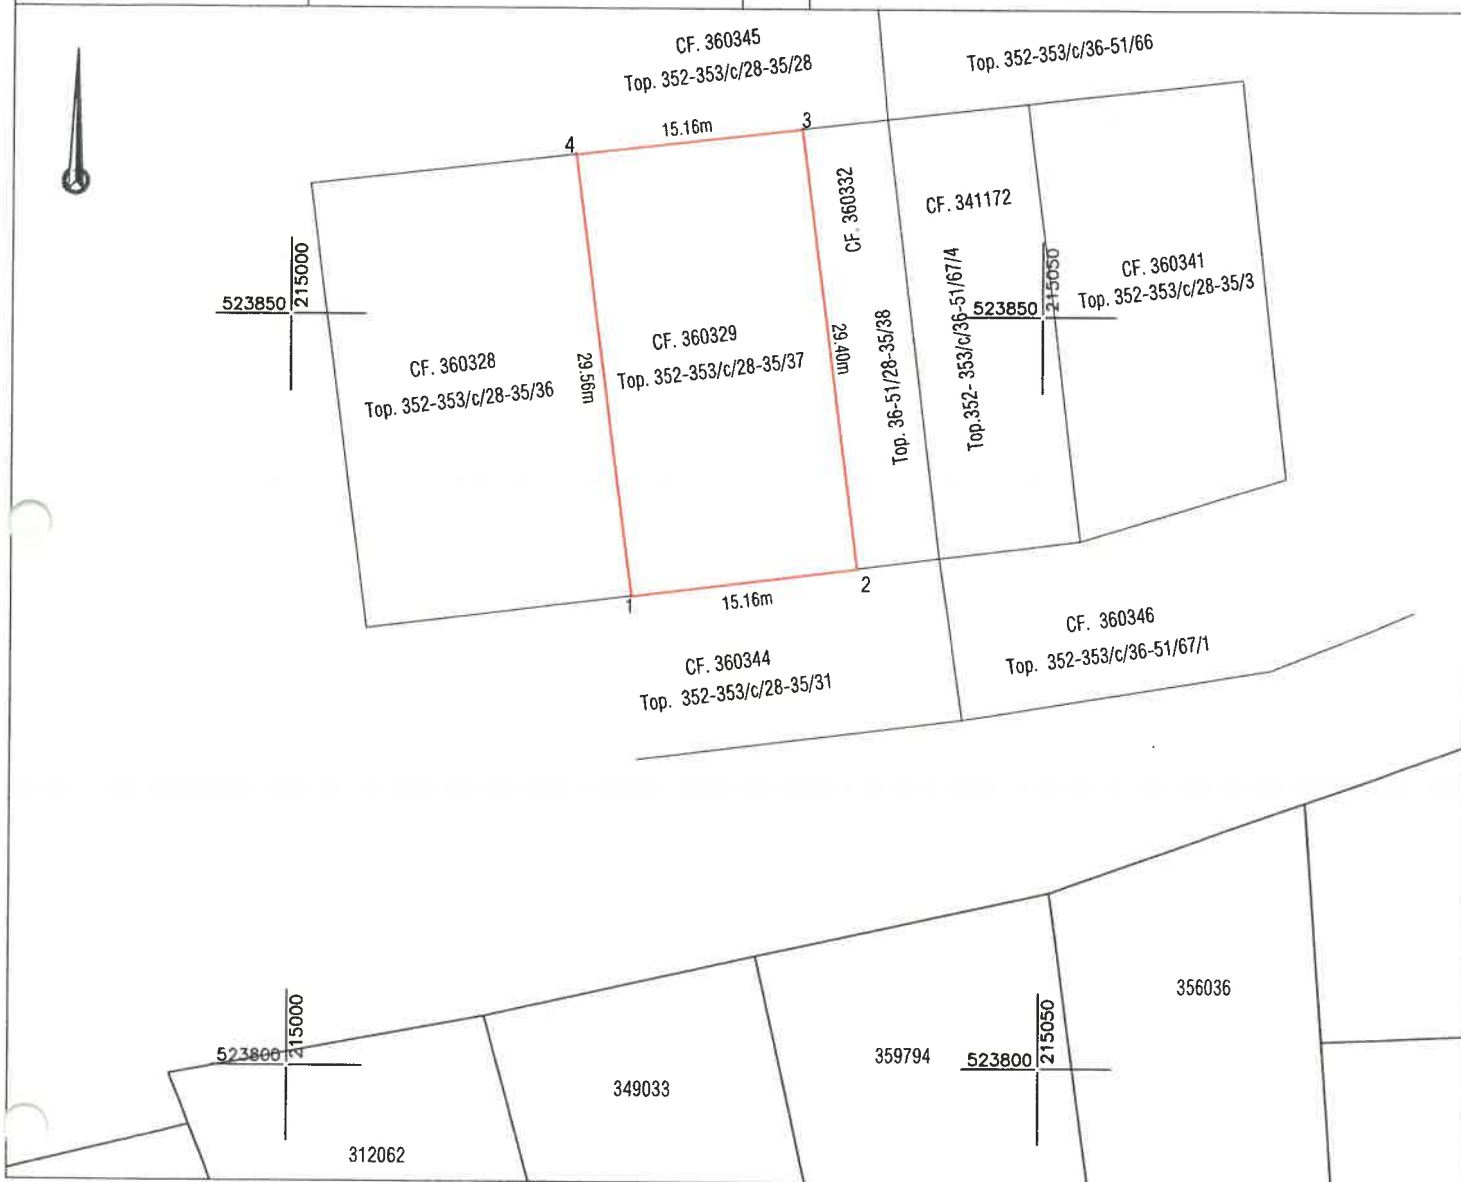 CF. 360345
Top. 352-353/c/28-35/28
Top. 352-353/c/36-51/66
4
15.16m
3
CF. 360332
Top. 36-51/28-35/38
CF. 341172
Top.352- 353/c/36-51/67/4
CF. 360341
Top. 352-353/c/28-35/3
523850
215000
523850
215050
CF. 360328
Top. 352-353/c/28-35/36
29.56m
CF. 360329
Top. 352-353/c/28-35/37
29.40m
1
15.16m
2
CF. 360344
Top. 352-353/c/28-35/31
CF. 360346
Top. 352-353/c/36-51/67/1
523800
215000
523800
215050
312062
349033
359794
356036